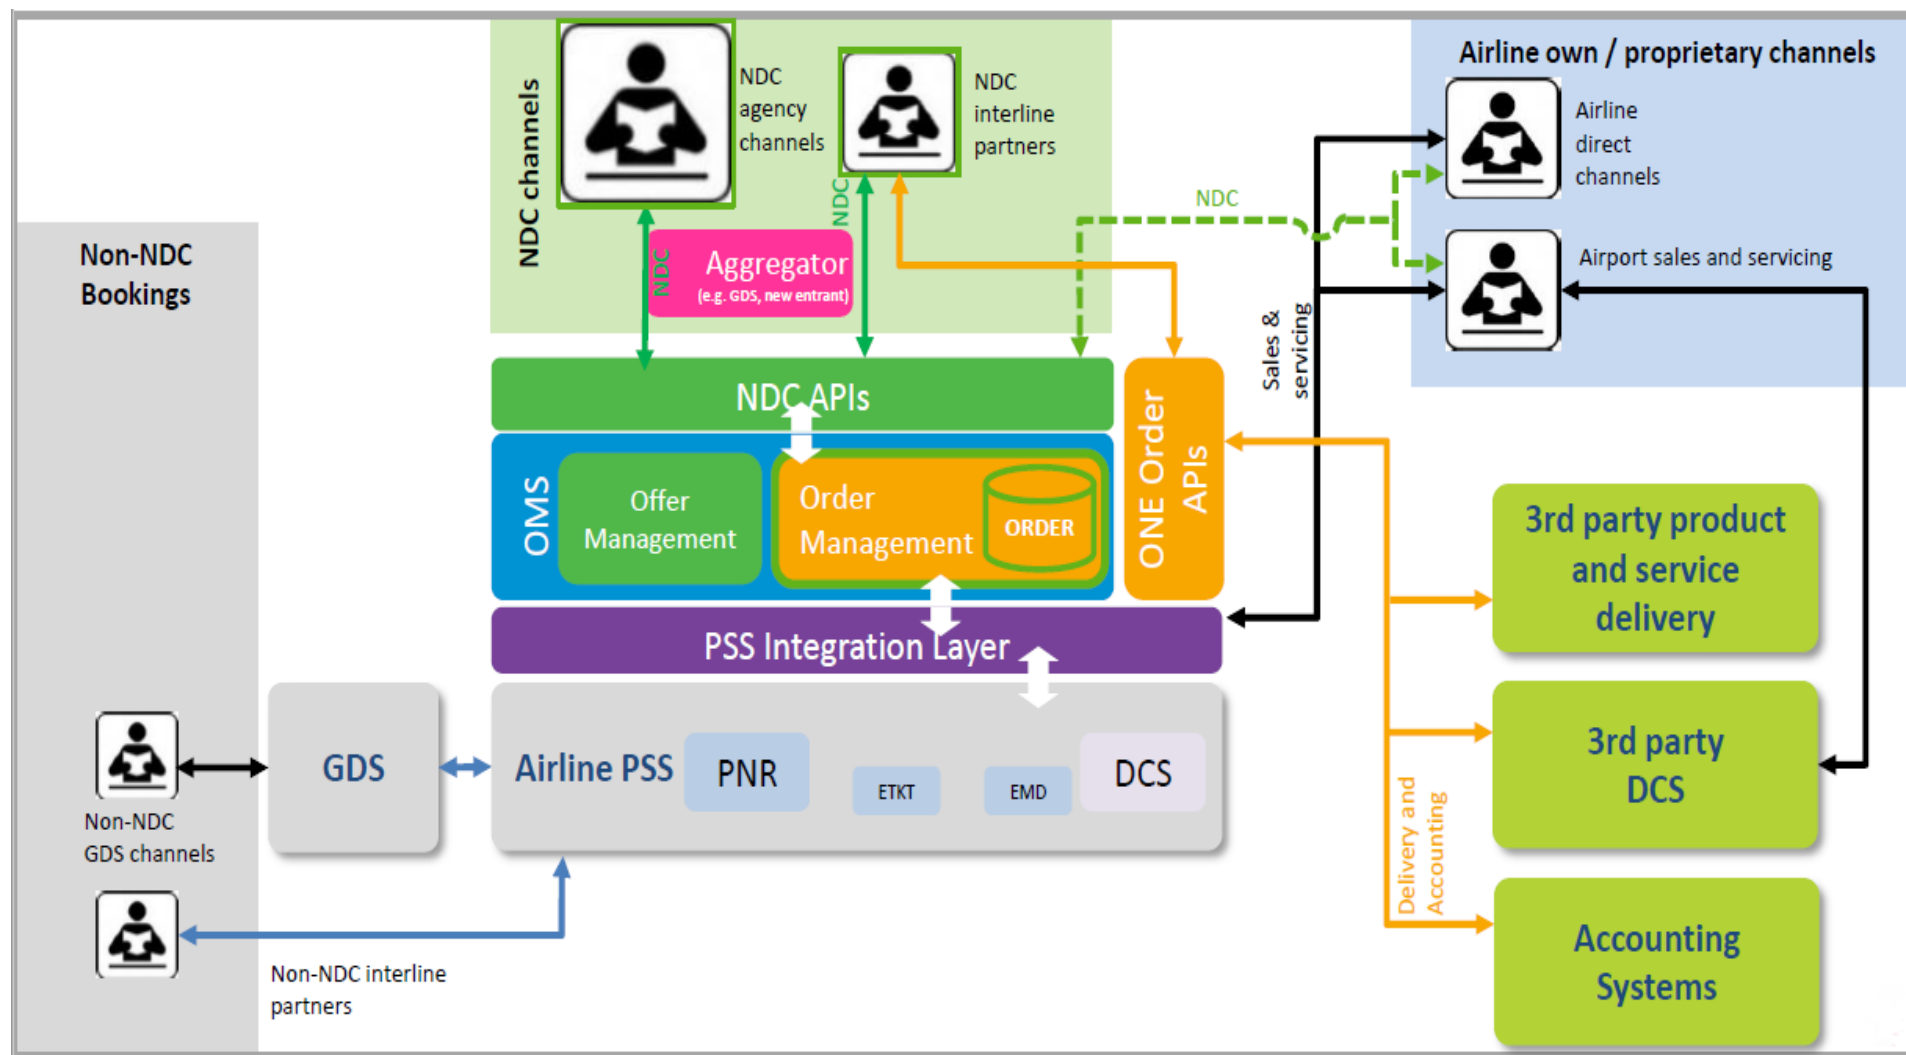 NDC channels
NDC
agency
channels
NDC
interline
partners
NDC
NDC
Aggregator
(e.g. GDS, new entrant)
Airline own / proprietary channels
Airline
direct
channels
NDC
Airport sales and servicing
Non-NDC
Bookings
Sales &
servicing
NDC APIs
OMS
Offer
Management
Order
Management
ORDER
ONE Order
APIs
PSS Integration Layer
3rd party product
and service
delivery
GDS
Airline PSS
PNR
ETKT
EMD
DCS
3rd party
DCS
Non-NDC
GDS channels
Delivery and
Accounting
Accounting
Systems
Non-NDC interline
partners